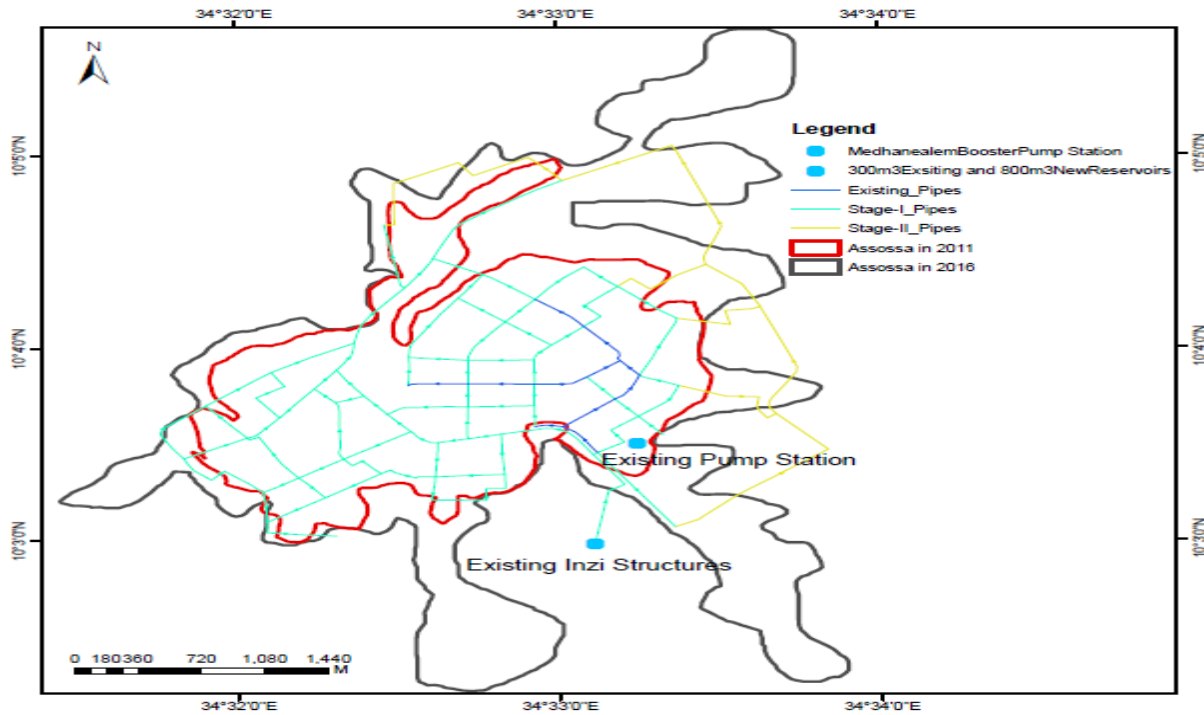 34°32'0"E 34°33'0"E 34°34'0"E
N
Legend
MedhanealemBoosterPump Station
300m3Exsiting and 800m3NewReservoirs
Existing_Pipes
Stage-I_Pipes
Stage-II_Pipes
Assossa in 2011
Assossa in 2016
10°5'0"N 10°5'0"N
10°4'0"N 10°4'0"N
Existing Pump Station
10°3'0"N 10°3'0"N
Existing Inzi Structures
0 180360 720 1,080 1,440
M
34°32'0"E 34°33'0"E 34°34'0"E